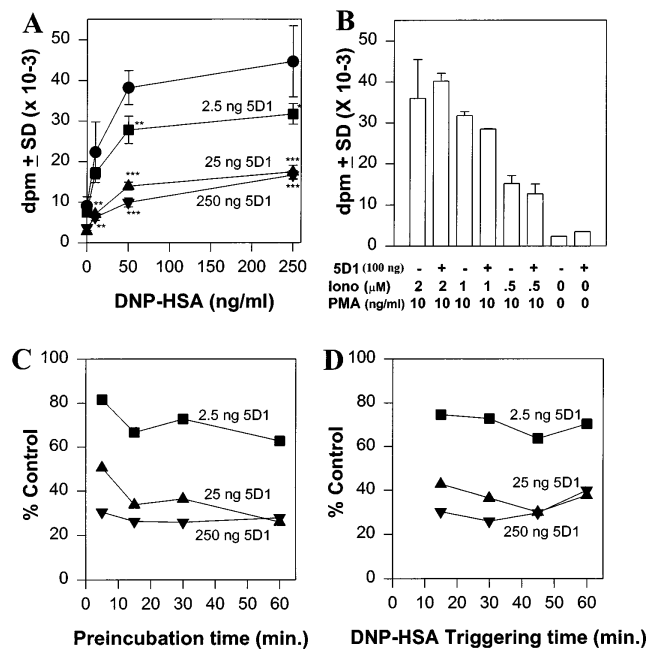 A
dpm ± SD (x 10-3)
50
40
30
20
10
0
2.5 ng 5D1
25 ng 5D1
250 ng 5D1
**
*
**
***
***
**
***
***
0 50 100 150 200 250
DNP-HSA (ng/ml)
B
dpm ± SD (X 10-3)
50
40
30
20
10
0
5D1 (100 ng) - + - + - + - +
Iono (μM) 2 2 1 1 .5 .5 0 0
PMA (ng/ml) 10 10 10 10 10 10 0 0
C
% Control
100
80
60
40
20
0
2.5 ng 5D1
25 ng 5D1
250 ng 5D1
0 10 20 30 40 50 60
Preincubation time (min.)
D
% Control
100
80
60
40
20
0
2.5 ng 5D1
25 ng 5D1
250 ng 5D1
0 10 20 30 40 50 60
DNP-HSA Triggering time (min.)